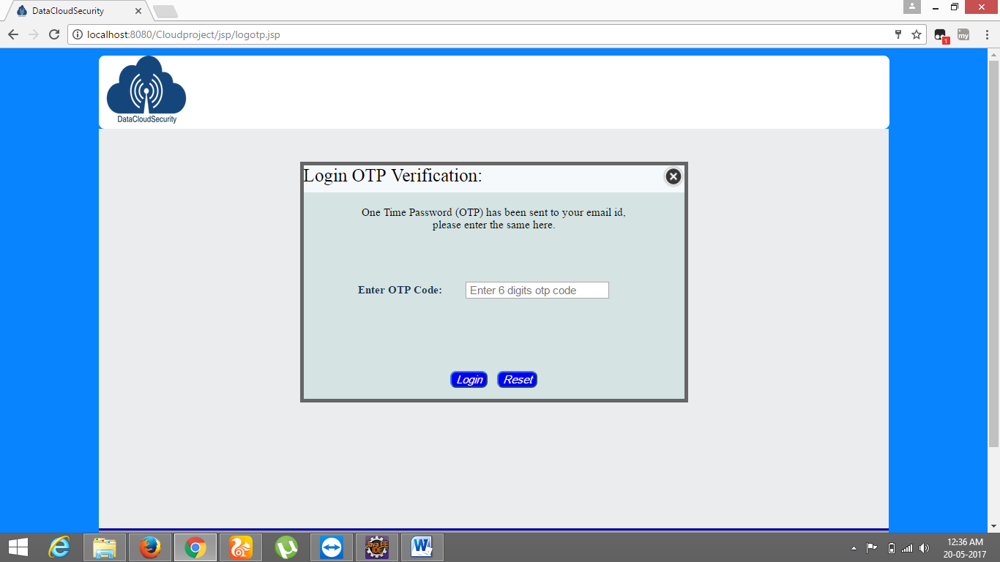 DataCloudSecurity
localhost:8080/Cloudproject/jsp/logotp.jsp
1
my
DataCloudSecurity
Login OTP Verification:
One Time Password (OTP) has been sent to your email id,
please enter the same here.
Enter OTP Code:
Enter 6 digits otp code
Login
Reset
Java EE
IDE
12:36 AM
20-05-2017